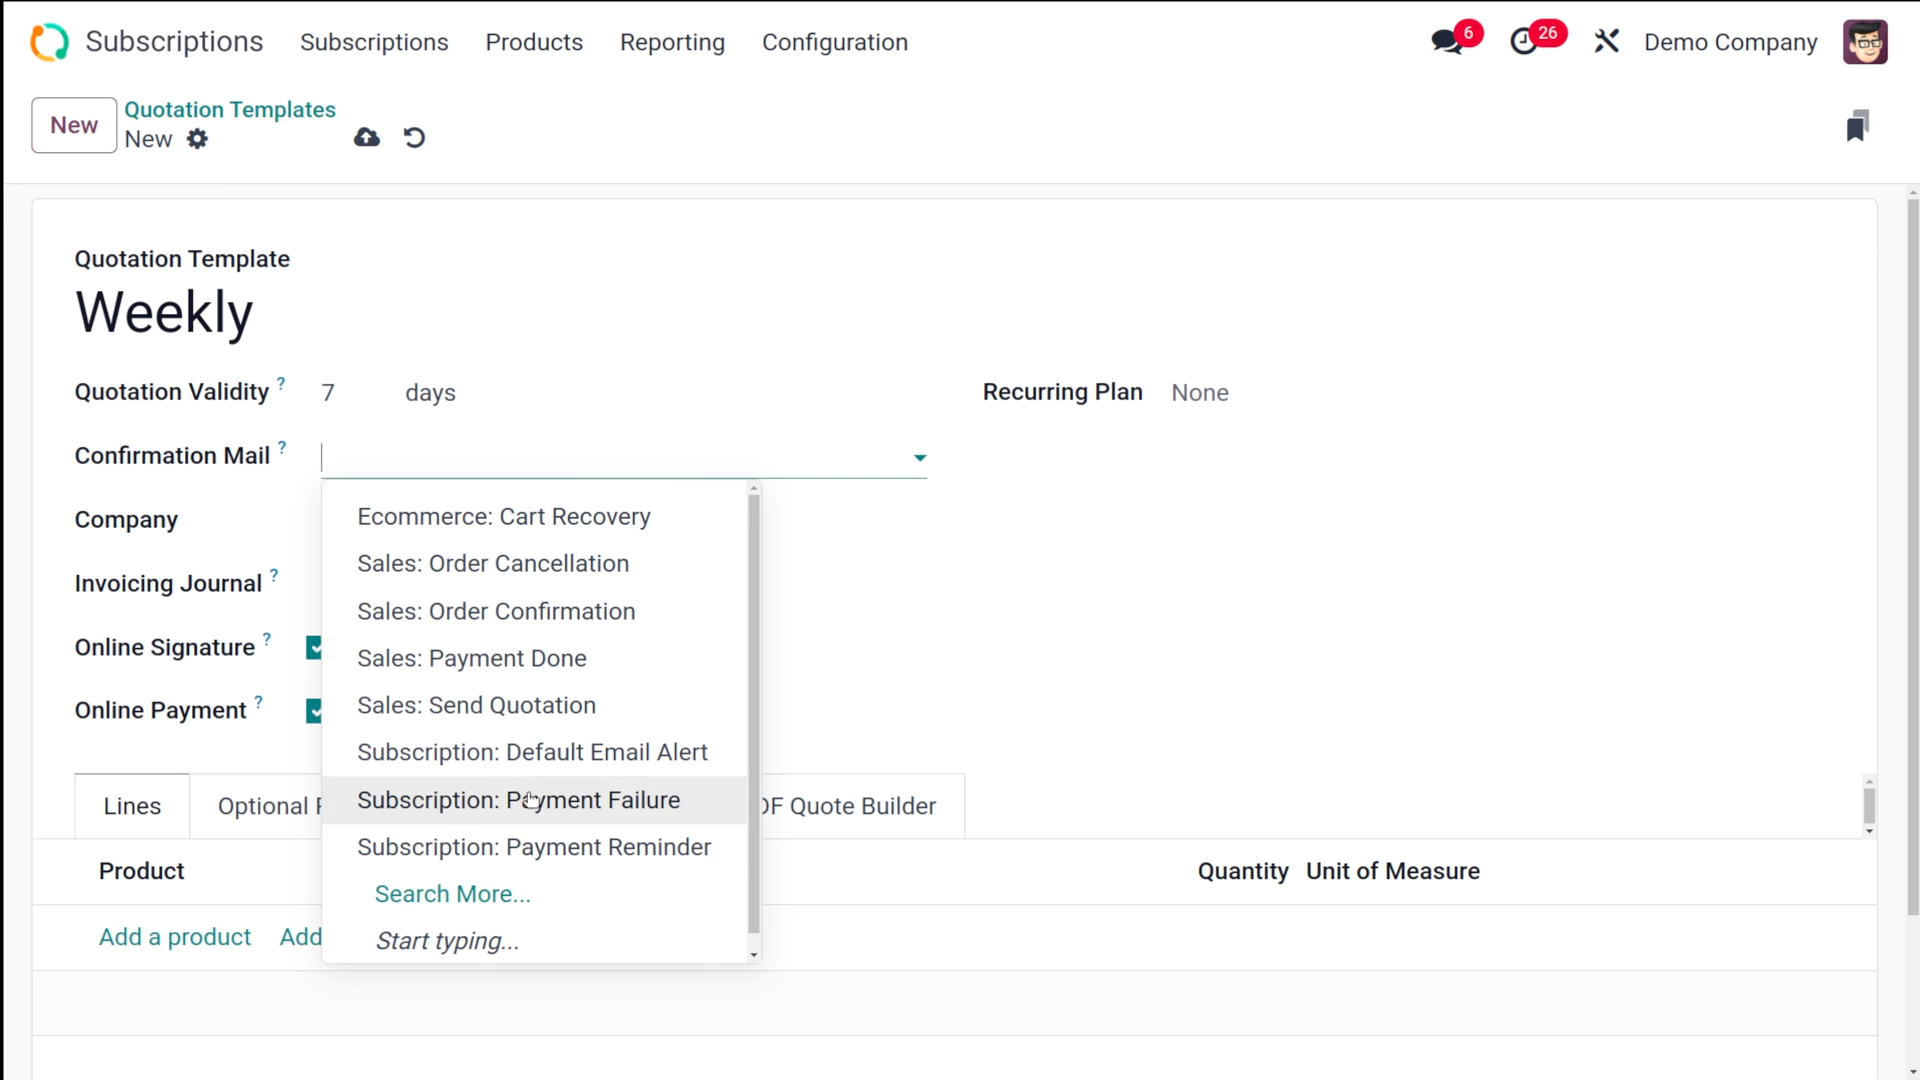 Subscriptions Subscriptions Products Reporting Configuration 6 26 Demo Company
New Quotation Templates
New
Quotation Template
Weekly
Quotation Validity ? 7 days Recurring Plan None
Confirmation Mail ?
Company
Invoicing Journal ?
Online Signature ?
Online Payment ?
Ecommerce: Cart Recovery
Sales: Order Cancellation
Sales: Order Confirmation
Sales: Payment Done
Sales: Send Quotation
Subscription: Default Email Alert
Subscription: Payment Failure
Subscription: Payment Reminder
Search More...
Start typing...
Lines Optional DF Quote Builder
Product Quantity Unit of Measure
Add a product Add